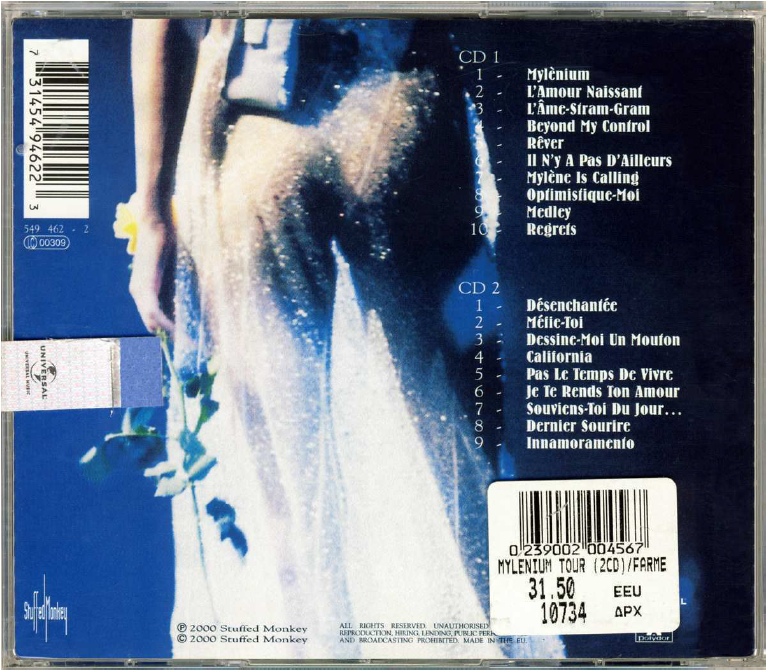 CD 1
1 - Mylènium
2 - L'Amour Naissant
3 - L'Âme-Stram-Gram
4 - Beyond My Control
Rêver
6 - Il N'y A Pas D'Ailleurs
7 - Mylène Is Calling
8 - Optimistique-Moi
9 - Medley
10 - Regrets
CD 2
1 - Désenchantée
2 - Méfie-Toi
3 - Dessine-Moi Un Mouton
4 - California
5 - Pas Le Temps De Vivre
6 - Je Te Rends Ton Amour
7 - Souviens-Toi Du Jour...
8 - Dernier Sourire
9 - Innamoramento
7 31454 94622 3
549 462 - 2
10 00309
UNIVERSAL
UNIVERSAL MUSIC
0 239002 004567
MYLENIUM TOUR (2CD)/FARME
31.50 EEU
10734 ΔΡΧ
L
polydor
Stuffed Monkey
℗ 2000 Stuffed Monkey
© 2000 Stuffed Monkey
ALL RIGHTS RESERVED. UNAUTHORISED
REPRODUCTION, HIRING, LENDING, PUBLIC PERF
AND BROADCASTING PROHIBITED. MADE IN THE EU.